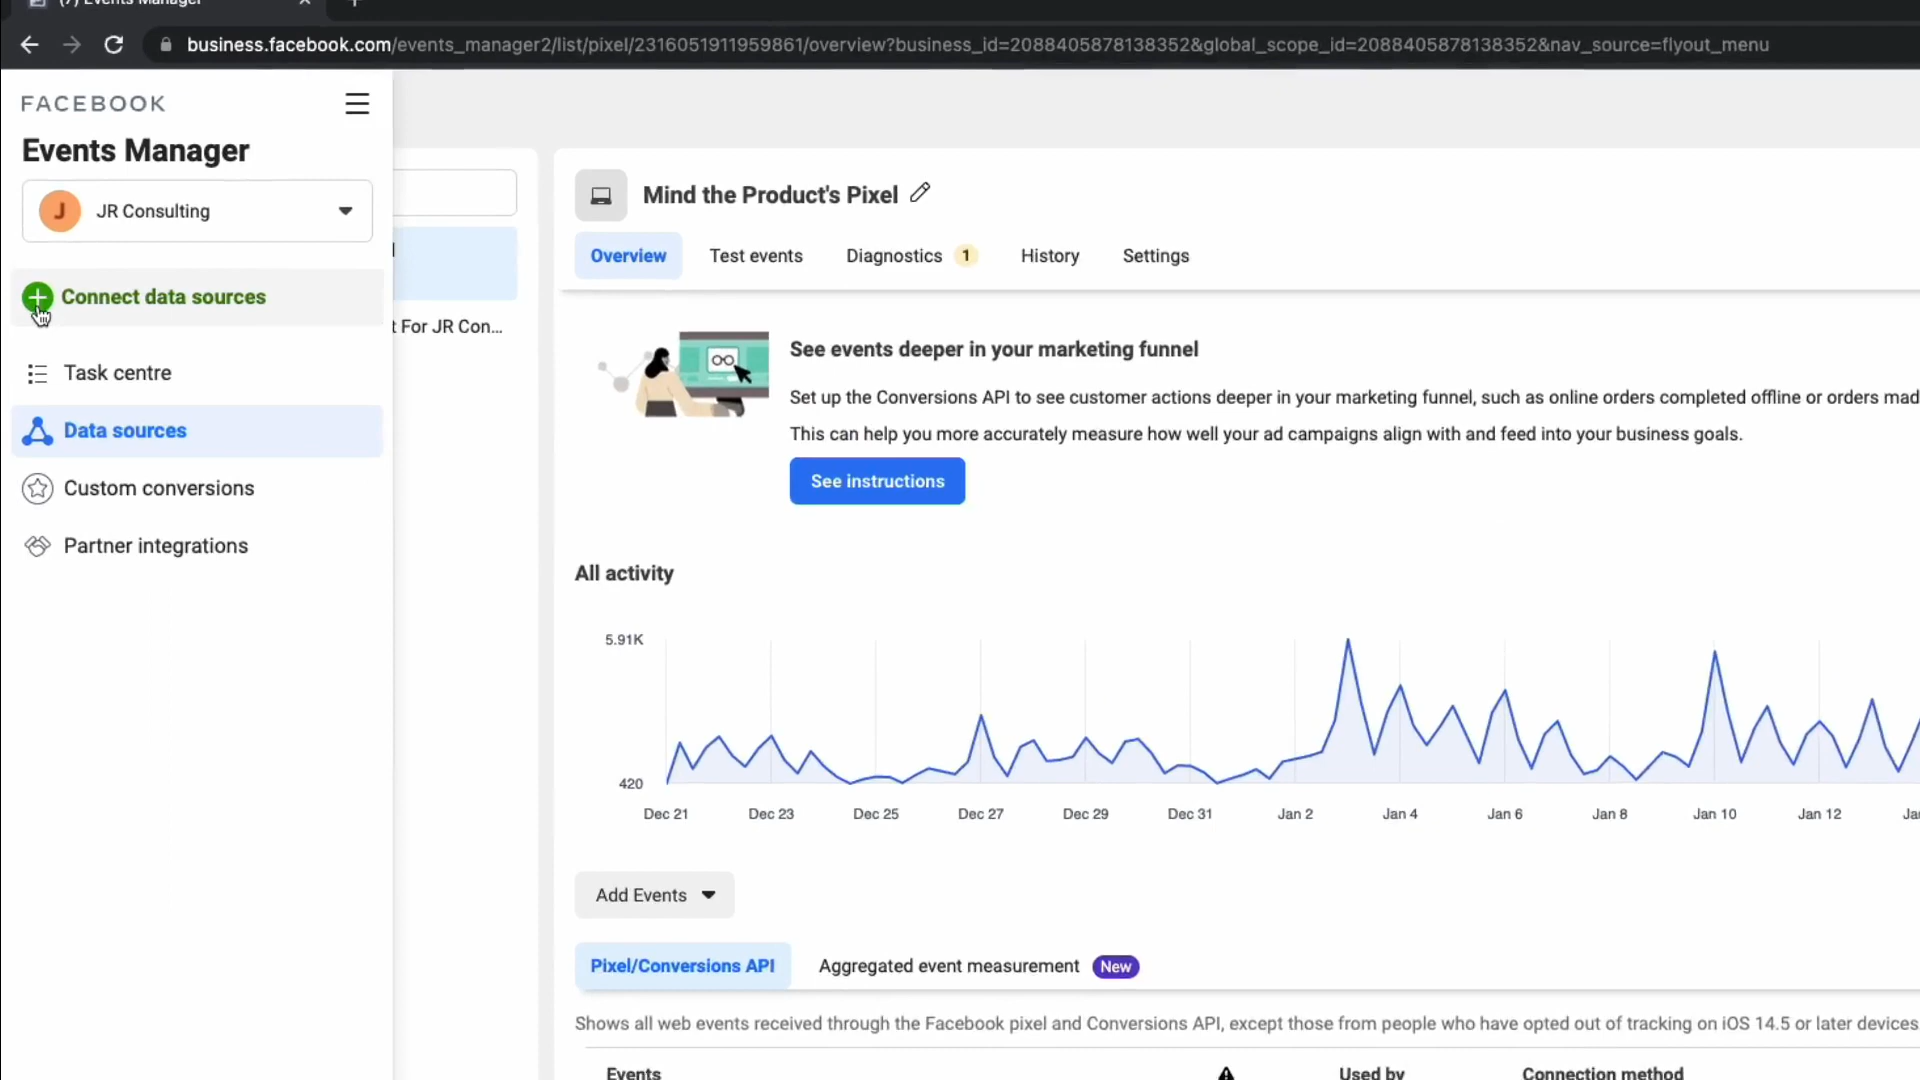 (7) Events Manager
business.facebook.com/events_manager2/list/pixel/2316051911959861/overview?business_id=2088405878138352&global_scope_id=2088405878138352&nav_source=flyout_menu
FACEBOOK
Events Manager
J JR Consulting
Connect data sources
Task centre
Data sources
Custom conversions
Partner integrations
t For JR Con...
Mind the Product's Pixel
Overview Test events Diagnostics 1 History Settings
See events deeper in your marketing funnel
Set up the Conversions API to see customer actions deeper in your marketing funnel, such as online orders completed offline or orders mad
This can help you more accurately measure how well your ad campaigns align with and feed into your business goals.
See instructions
All activity
5.91K
420
Dec 21 Dec 23 Dec 25 Dec 27 Dec 29 Dec 31 Jan 2 Jan 4 Jan 6 Jan 8 Jan 10 Jan 12 Ja
Add Events
Pixel/Conversions API Aggregated event measurement New
Shows all web events received through the Facebook pixel and Conversions API, except those from people who have opted out of tracking on iOS 14.5 or later devices
Events Used by Connection method